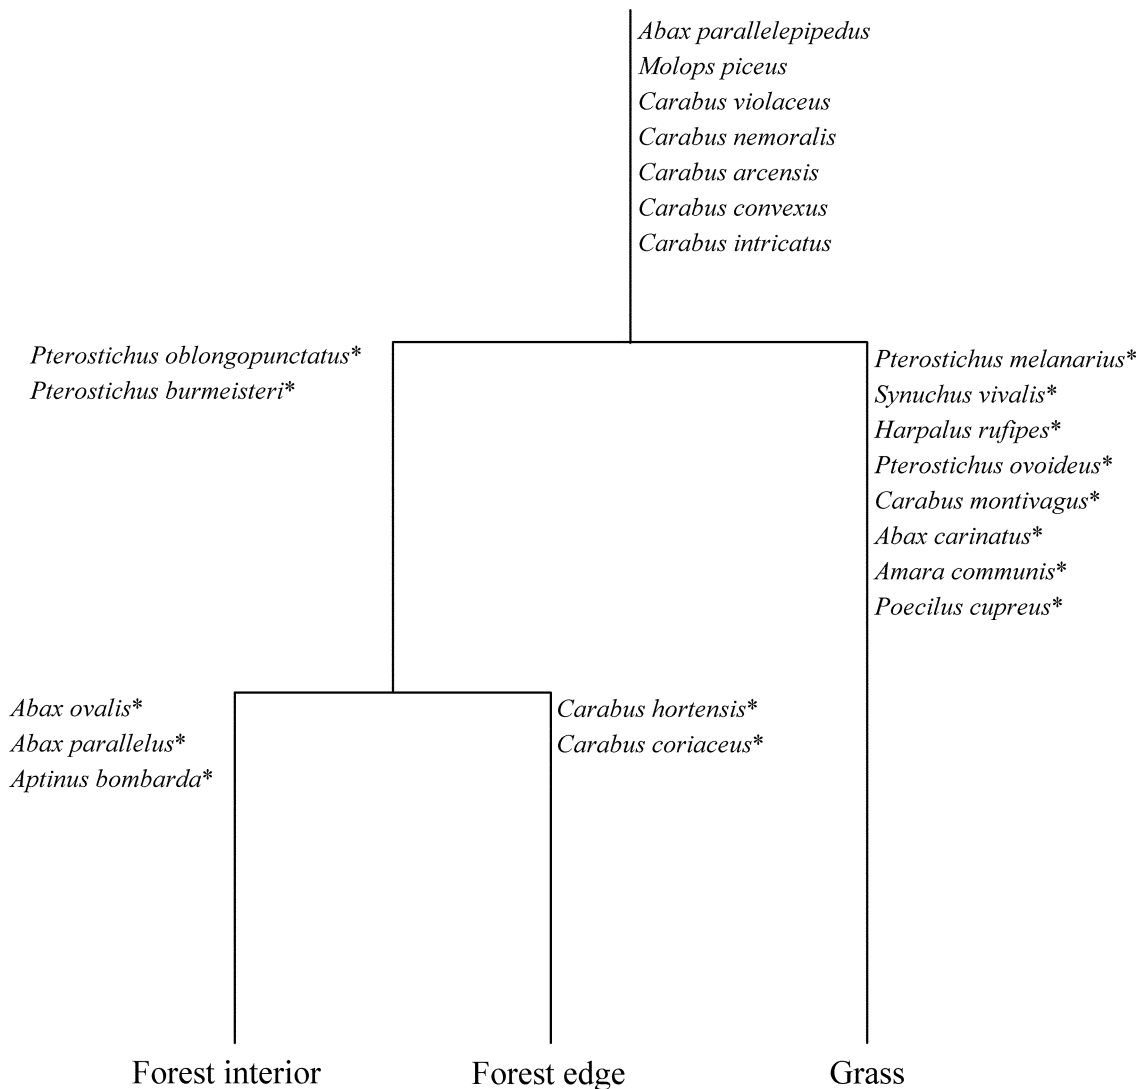 Abax parallelepipedus
Molops piceus
Carabus violaceus
Carabus nemoralis
Carabus arcensis
Carabus convexus
Carabus intricatus
Pterostichus oblongopunctatus*
Pterostichus burmeisteri*
Pterostichus melanarius*
Synuchus vivalis*
Harpalus rufipes*
Pterostichus ovoideus*
Carabus montivagus*
Abax carinatus*
Amara communis*
Poecilus cupreus*
Abax ovalis*
Abax parallelus*
Aptinus bombarda*
Carabus hortensis*
Carabus coriaceus*
Forest interior
Forest edge
Grass